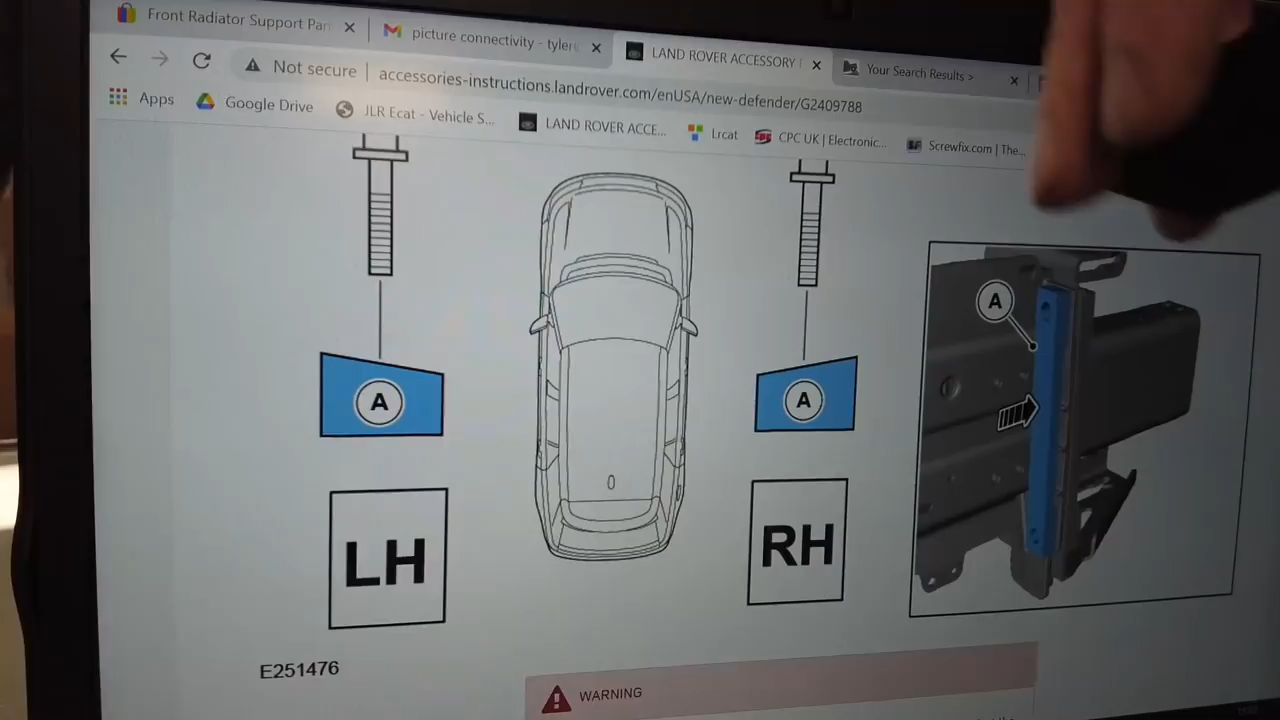 Front Radiator Support Par
picture connectivity - tyler
LAND ROVER ACCESSORY
Your Search Results >
Not secure
accessories-instructions.landrover.com/enUSA/new-defender/G2409788
Apps
Google Drive
JLR Ecat - Vehicle S...
LAND ROVER ACCE...
Lrcat
CPC UK | Electronic...
Screwfix.com | The...
A
A
A
LH
RH
E251476
WARNING